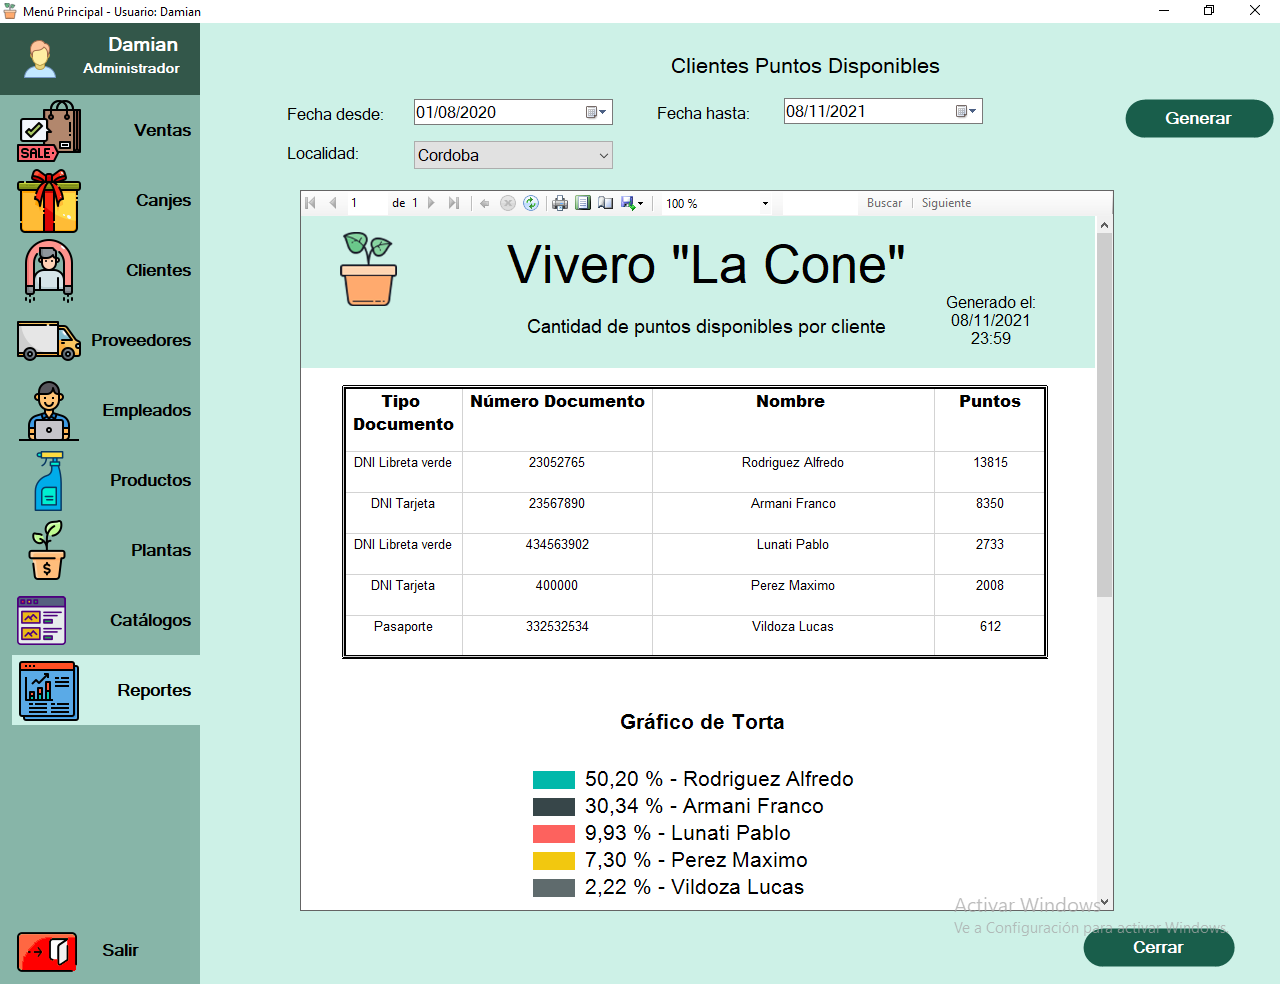 Menú Principal - Usuario: Damian
Damian
Administrador
Ventas
Canjes
Clientes
Proveedores
Empleados
Productos
Plantas
Catálogos
Reportes
Salir
Clientes Puntos Disponibles
Fecha desde: 01/08/2020 Fecha hasta: 08/11/2021 Generar
Localidad: Cordoba
1 de 1 100 % Buscar | Siguiente
Vivero "La Cone"
Cantidad de puntos disponibles por cliente
Generado el:
08/11/2021
23:59
Tipo Documento Número Documento Nombre Puntos
DNI Libreta verde 23052765 Rodriguez Alfredo 13815
DNI Tarjeta 23567890 Armani Franco 8350
DNI Libreta verde 434563902 Lunati Pablo 2733
DNI Tarjeta 400000 Perez Maximo 2008
Pasaporte 332532534 Vildoza Lucas 612
Gráfico de Torta
50,20 % - Rodriguez Alfredo
30,34 % - Armani Franco
9,93 % - Lunati Pablo
7,30 % - Perez Maximo
2,22 % - Vildoza Lucas
Activar Windows
Ve a Configuración para activar Windows.
Cerrar
SALE
$